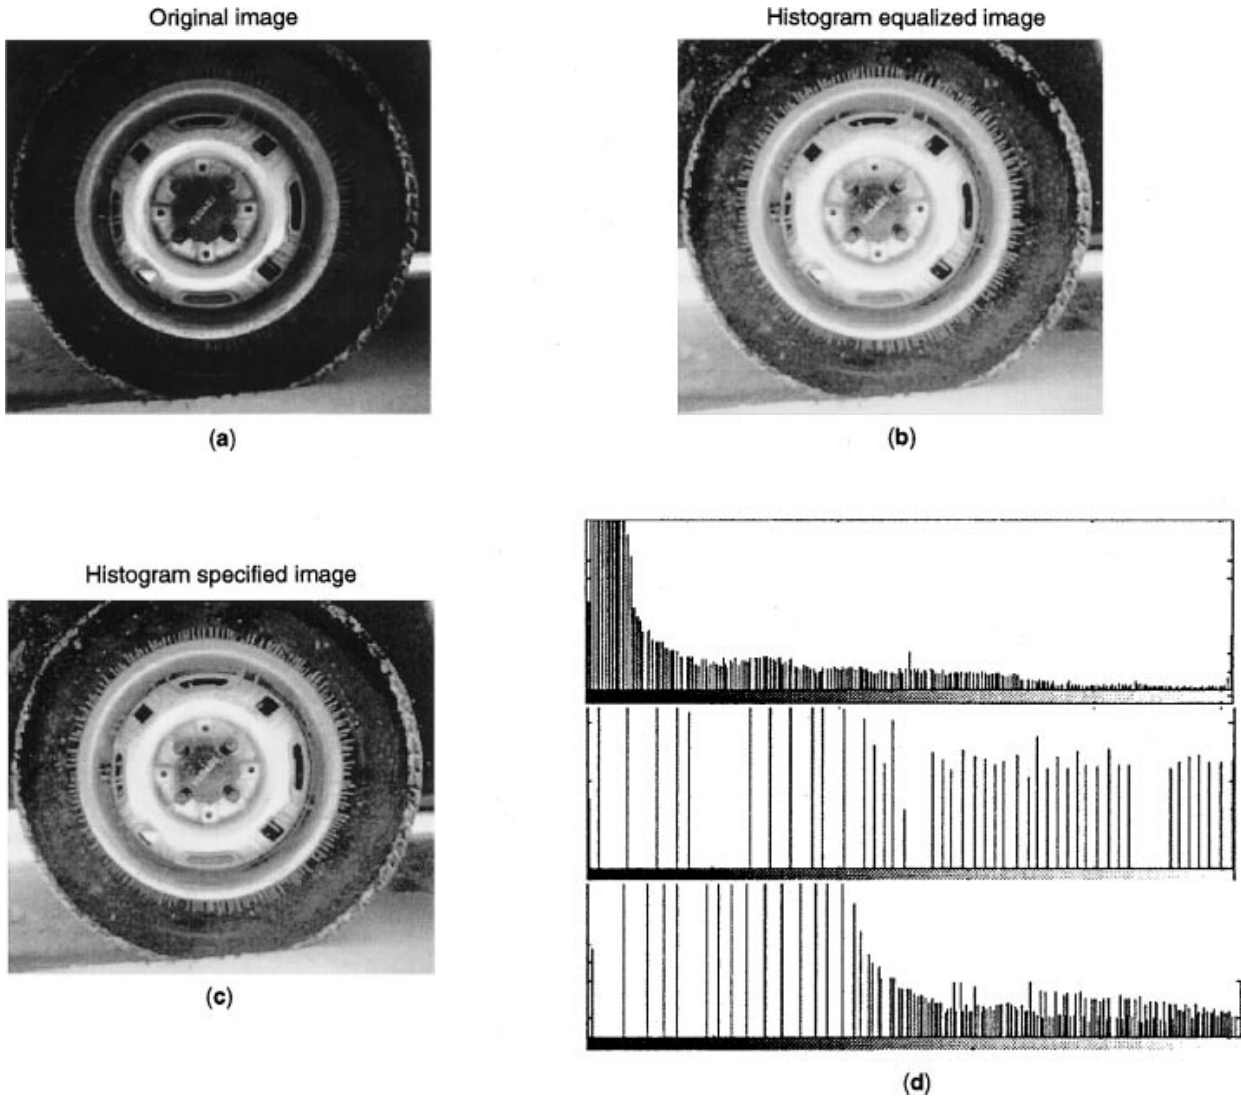 Original image
Histogram equalized image
(a)
(b)
Histogram specified image
(c)
(d)